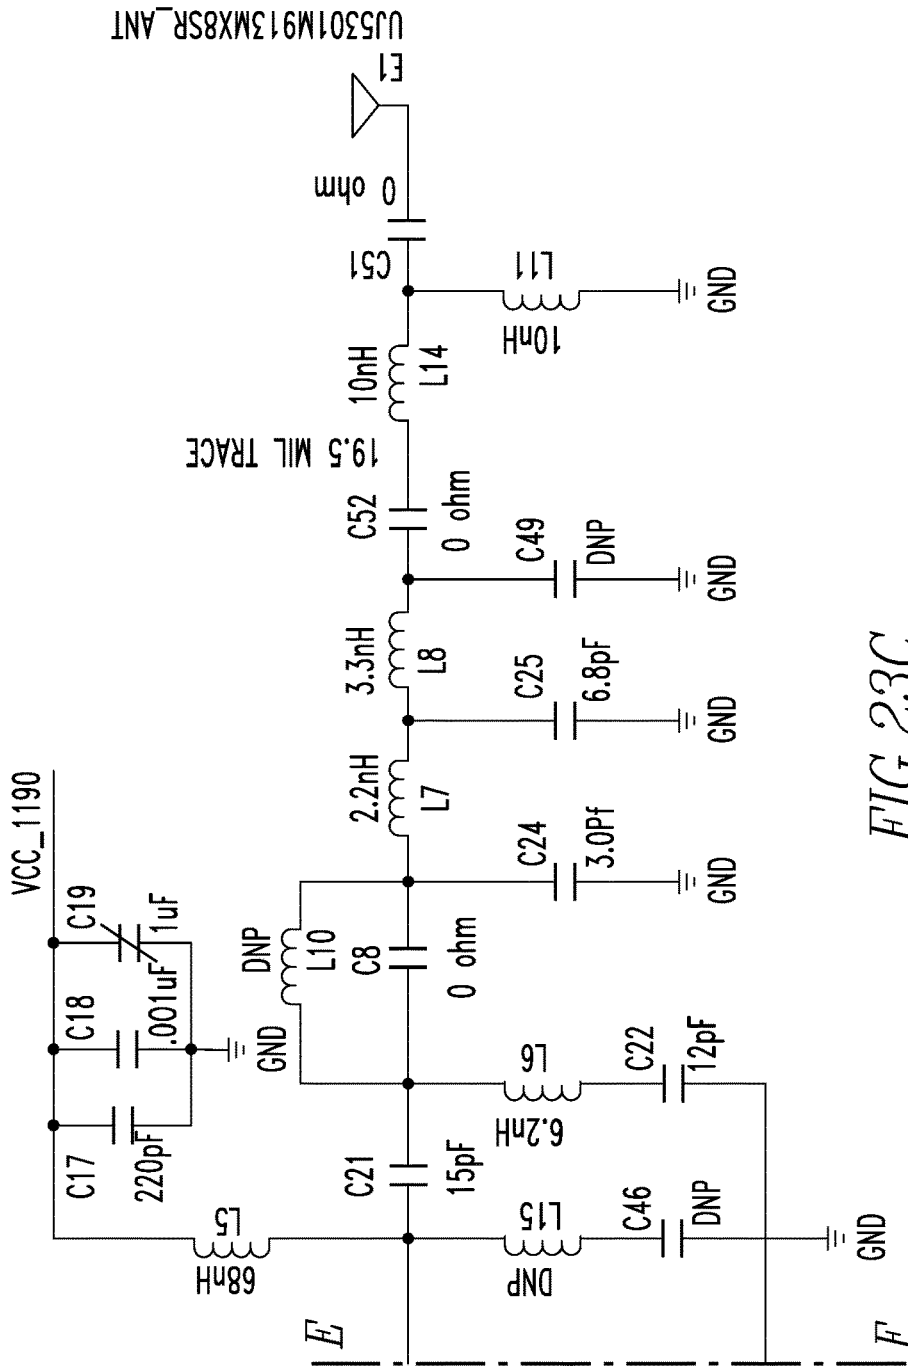 UJ5301M913MX8SR_ANT
E1
0 ohm
C51
L11
10nH
GND
10nH
L14
19.5 MIL TRACE
C52
0 ohm
C49
DNP
GND
3.3nH
L8
C25
6.8pF
GND
2.2nH
L7
C24
3.0Pf
GND
VCC_1190
C19
1uF
C18
.001uF
C17
220pF
GND
DNP
L10
C8
0 ohm
L6
6.2nH
C22
12pF
C21
15pF
L5
68nH
L15
DNP
C46
DNP
GND
E
F
FIG 23C